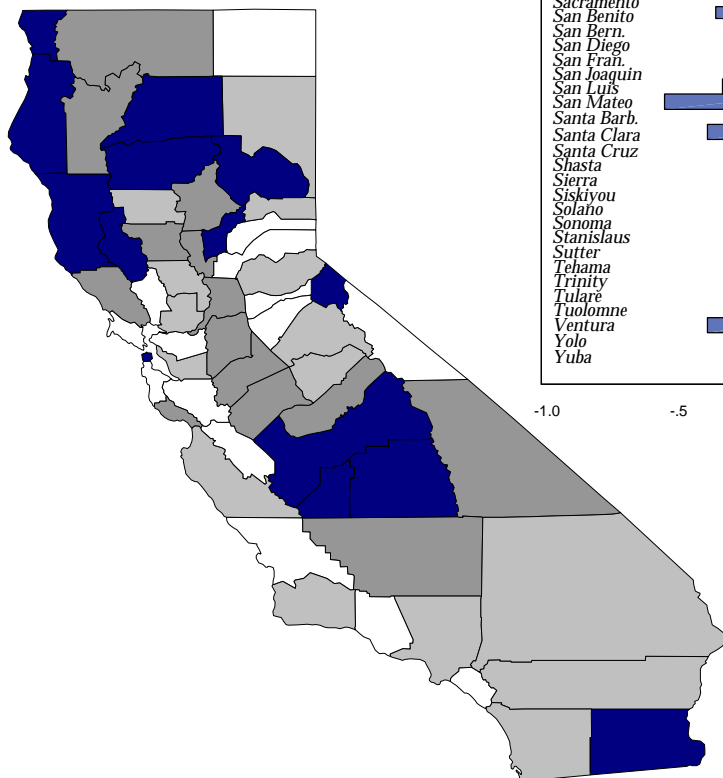 Sacramento
San Benito
San Bern.
San Diego
San Fran.
San Joaquin
San Luis
San Mateo
Santa Barb.
Santa Clara
Santa Cruz
Shasta
Sierra
Siskiyou
Solano
Sonoma
Stanislaus
Sutter
Tehama
Trinity
Tulare
Tuolomne
Ventura
Yolo
Yuba
-1.0
-.5